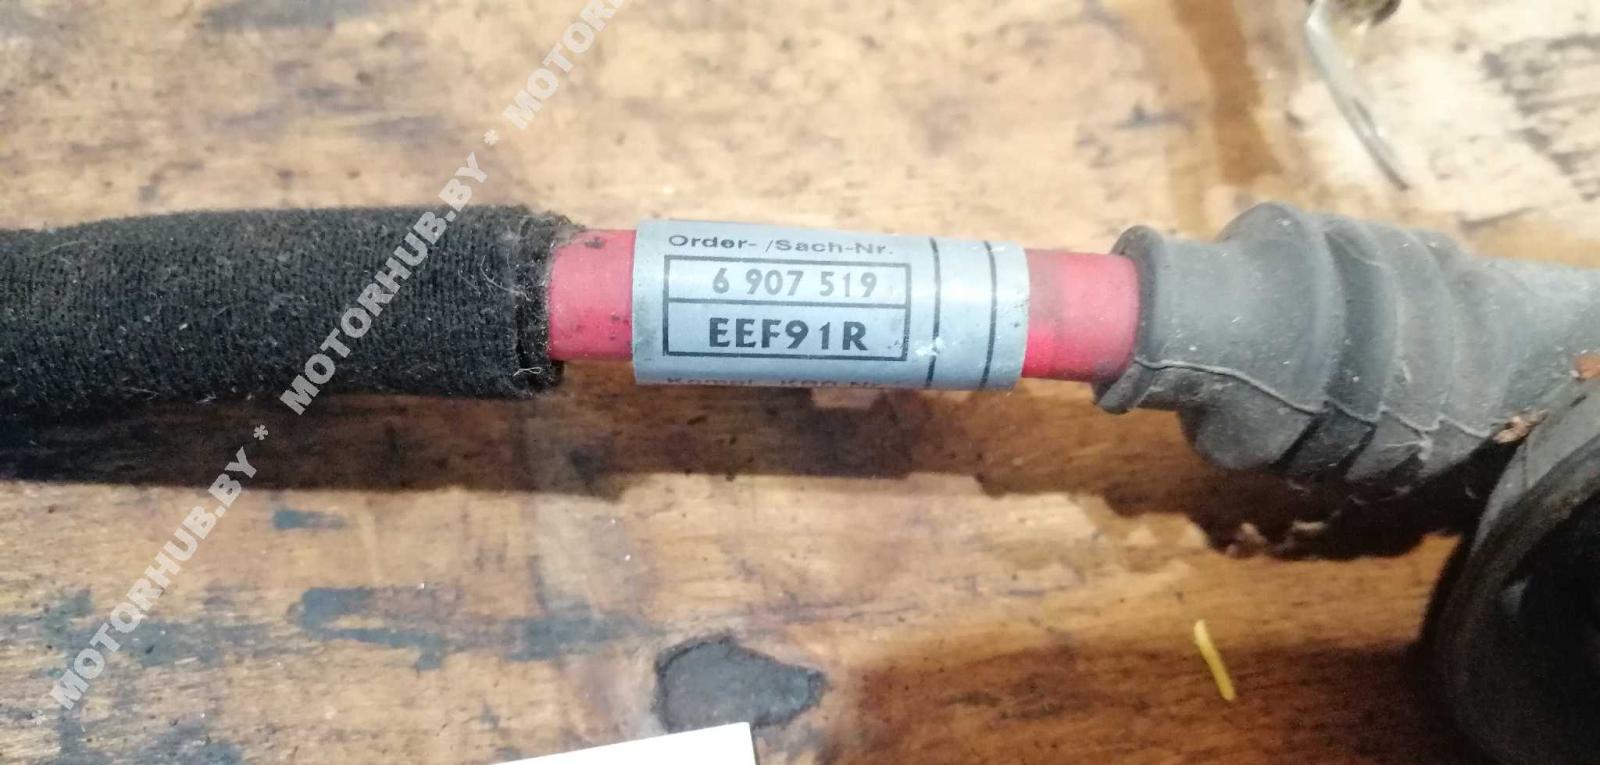 Order- /Sach-Nr.
6 907 519
EEF91R
MOTORHUB.BY * MOTORHUB.BY * MOTORHUB.BY * MOTOR